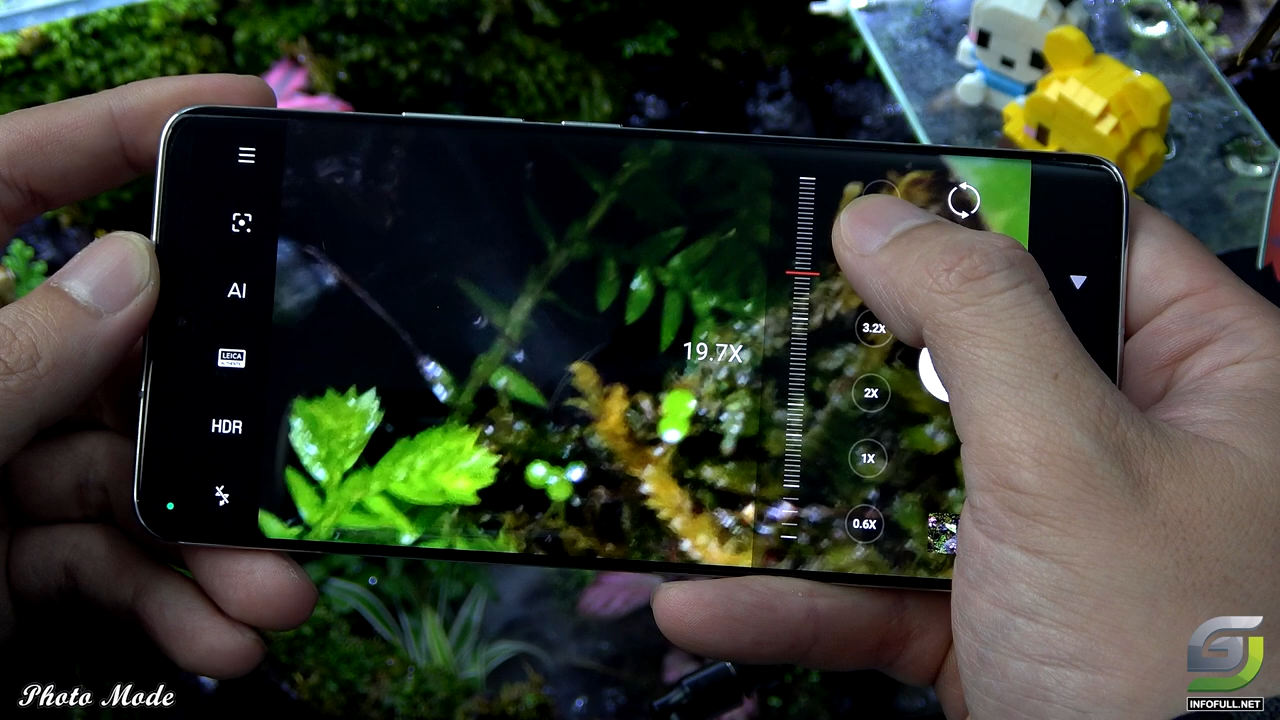 AI
LEICA
HDR
19.7X
3.2X
2X
1X
0.6X
Photo Mode
INFOFULL.NET